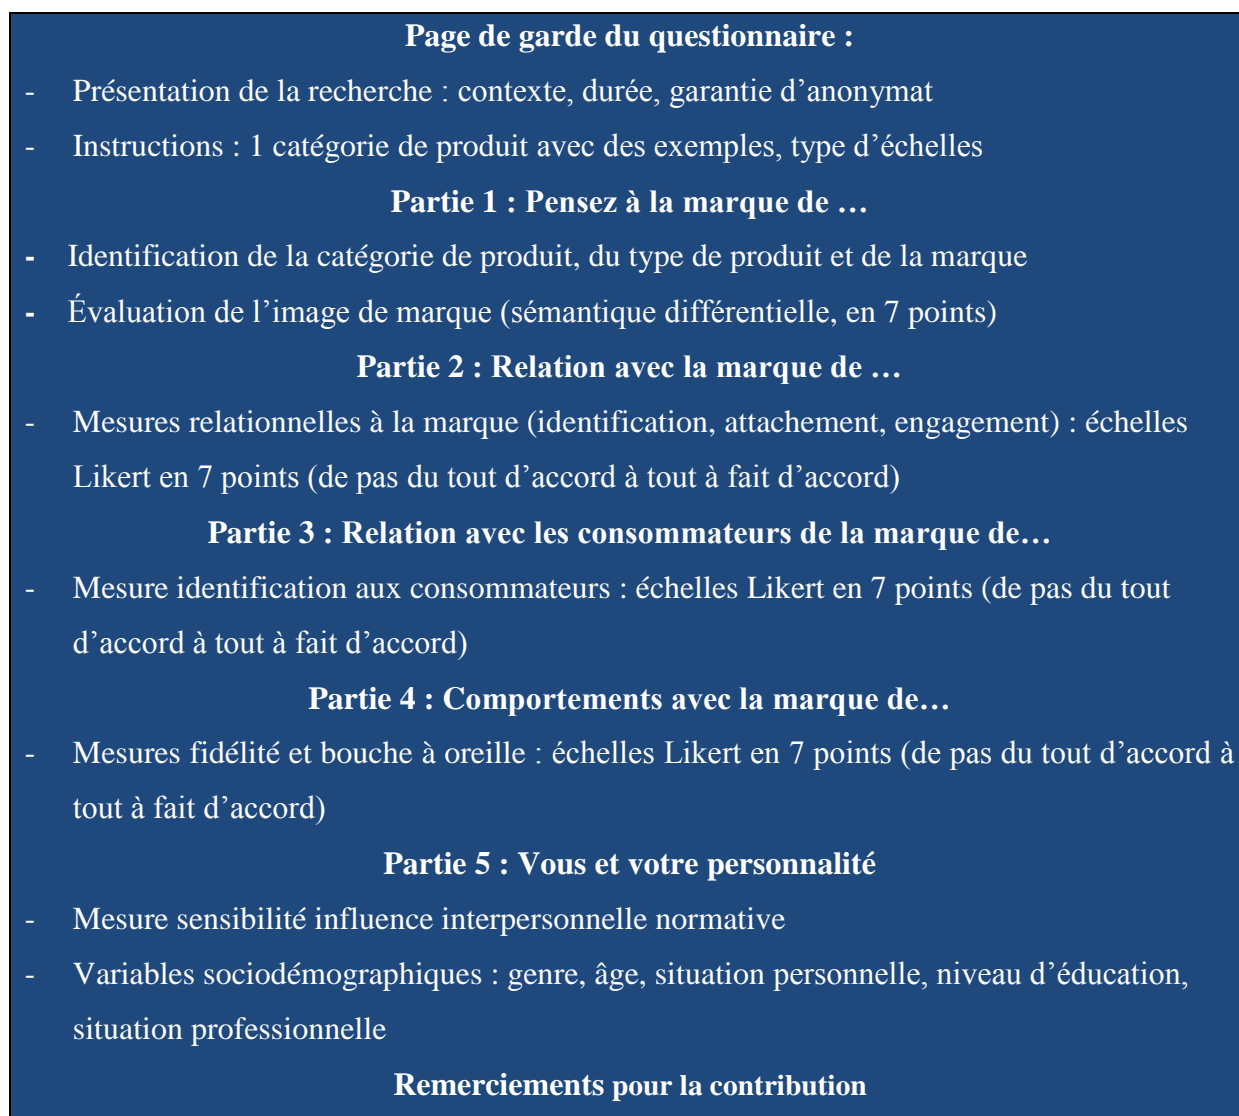 Page de garde du questionnaire :
- Présentation de la recherche : contexte, durée, garantie d’anonymat
- Instructions : 1 catégorie de produit avec des exemples, type d’échelles
Partie 1 : Pensez à la marque de …
- Identification de la catégorie de produit, du type de produit et de la marque
- Évaluation de l’image de marque (sémantique différentielle, en 7 points)
Partie 2 : Relation avec la marque de …
- Mesures relationnelles à la marque (identification, attachement, engagement) : échelles
Likert en 7 points (de pas du tout d’accord à tout à fait d’accord)
Partie 3 : Relation avec les consommateurs de la marque de…
- Mesure identification aux consommateurs : échelles Likert en 7 points (de pas du tout
d’accord à tout à fait d’accord)
Partie 4 : Comportements avec la marque de…
- Mesures fidélité et bouche à oreille : échelles Likert en 7 points (de pas du tout d’accord à
tout à fait d’accord)
Partie 5 : Vous et votre personnalité
- Mesure sensibilité influence interpersonnelle normative
- Variables sociodémographiques : genre, âge, situation personnelle, niveau d’éducation,
situation professionnelle
Remerciements pour la contribution